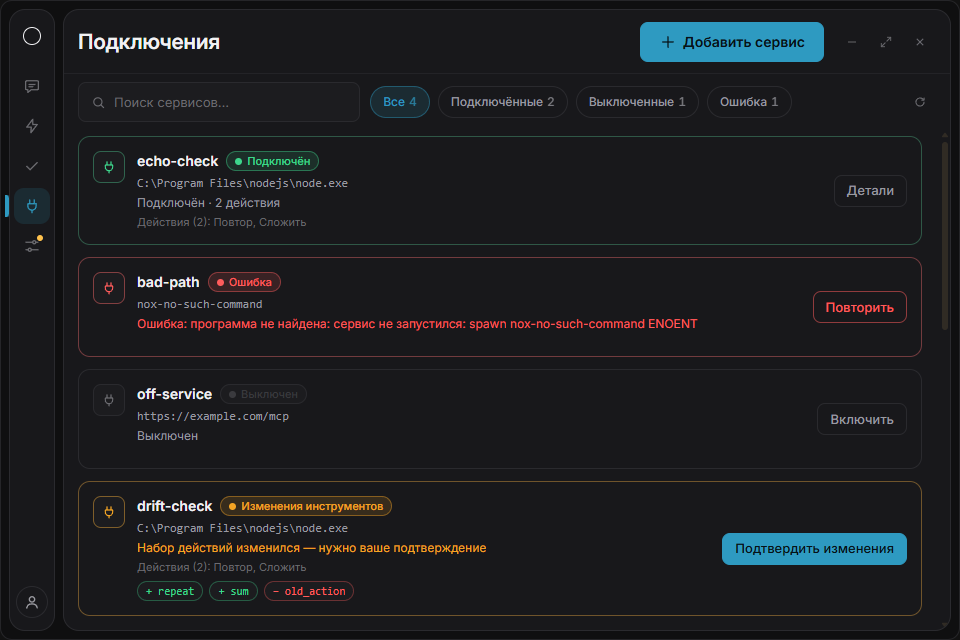 Подключения
+ Добавить сервис
Поиск сервисов...
Все 4
Подключённые 2
Выключенные 1
Ошибка 1
echo-check
Подключён
C:\Program Files\nodejs\node.exe
Подключён · 2 действия
Действия (2): Повтор, Сложить
Детали
bad-path
Ошибка
nox-no-such-command
Ошибка: программа не найдена: сервис не запустился: spawn nox-no-such-command ENOENT
Повторить
off-service
Выключен
https://example.com/mcp
Выключен
Включить
drift-check
Изменения инструментов
C:\Program Files\nodejs\node.exe
Набор действий изменился — нужно ваше подтверждение
Действия (2): Повтор, Сложить
+ repeat
+ sum
− old_action
Подтвердить изменения